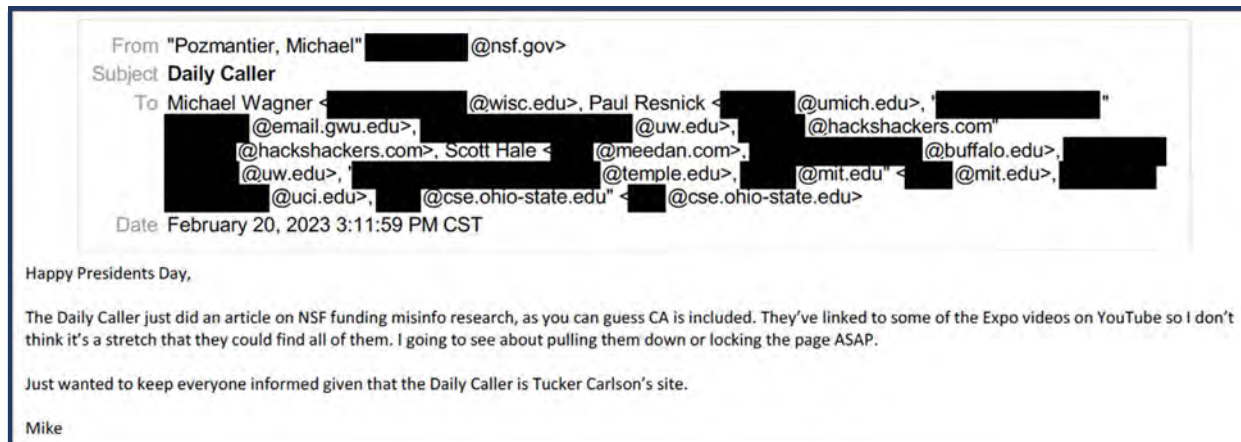 From "Pozmantier, Michael" @nsf.gov>
Subject Daily Caller
To Michael Wagner < @wisc.edu>, Paul Resnick < @umich.edu>, ' "
@email.gwu.edu>, @uw.edu>, @hackshackers.com"
@hackshackers.com>, Scott Hale < @meedan.com>, @buffalo.edu>,
@uw.edu>, ' @temple.edu>, @mit.edu" < @mit.edu>,
@uci.edu>, @cse.ohio-state.edu" < @cse.ohio-state.edu>
Date February 20, 2023 3:11:59 PM CST
Happy Presidents Day,
The Daily Caller just did an article on NSF funding misinfo research, as you can guess CA is included. They've linked to some of the Expo videos on YouTube so I don't
think it's a stretch that they could find all of them. I going to see about pulling them down or locking the page ASAP.
Just wanted to keep everyone informed given that the Daily Caller is Tucker Carlson's site.
Mike